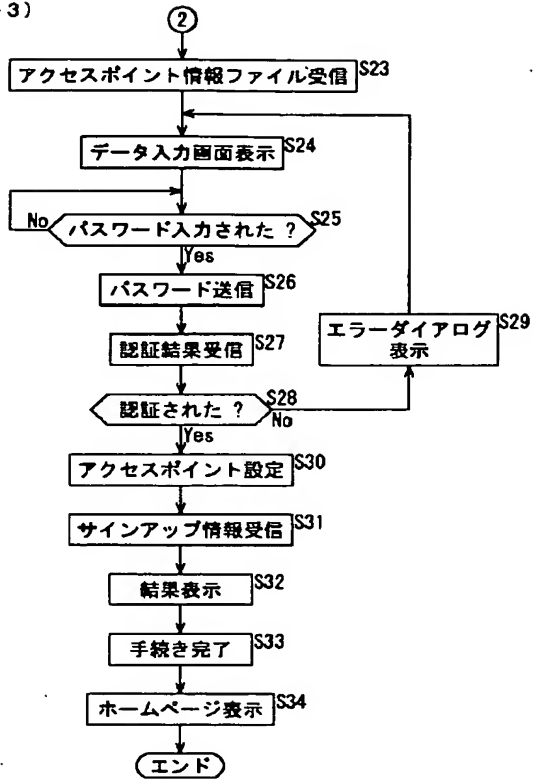 3)
2
アクセスポイント情報ファイル受信 S23
データ入力画面表示 S24
No パスワード入力された ? S25
Yes
パスワード送信 S26
認証結果受信 S27
エラーダイアログ S29
表示
認証された ? S28
No
Yes
アクセスポイント設定 S30
サインアップ情報受信 S31
結果表示 S32
手続き完了 S33
ホームページ表示 S34
エンド